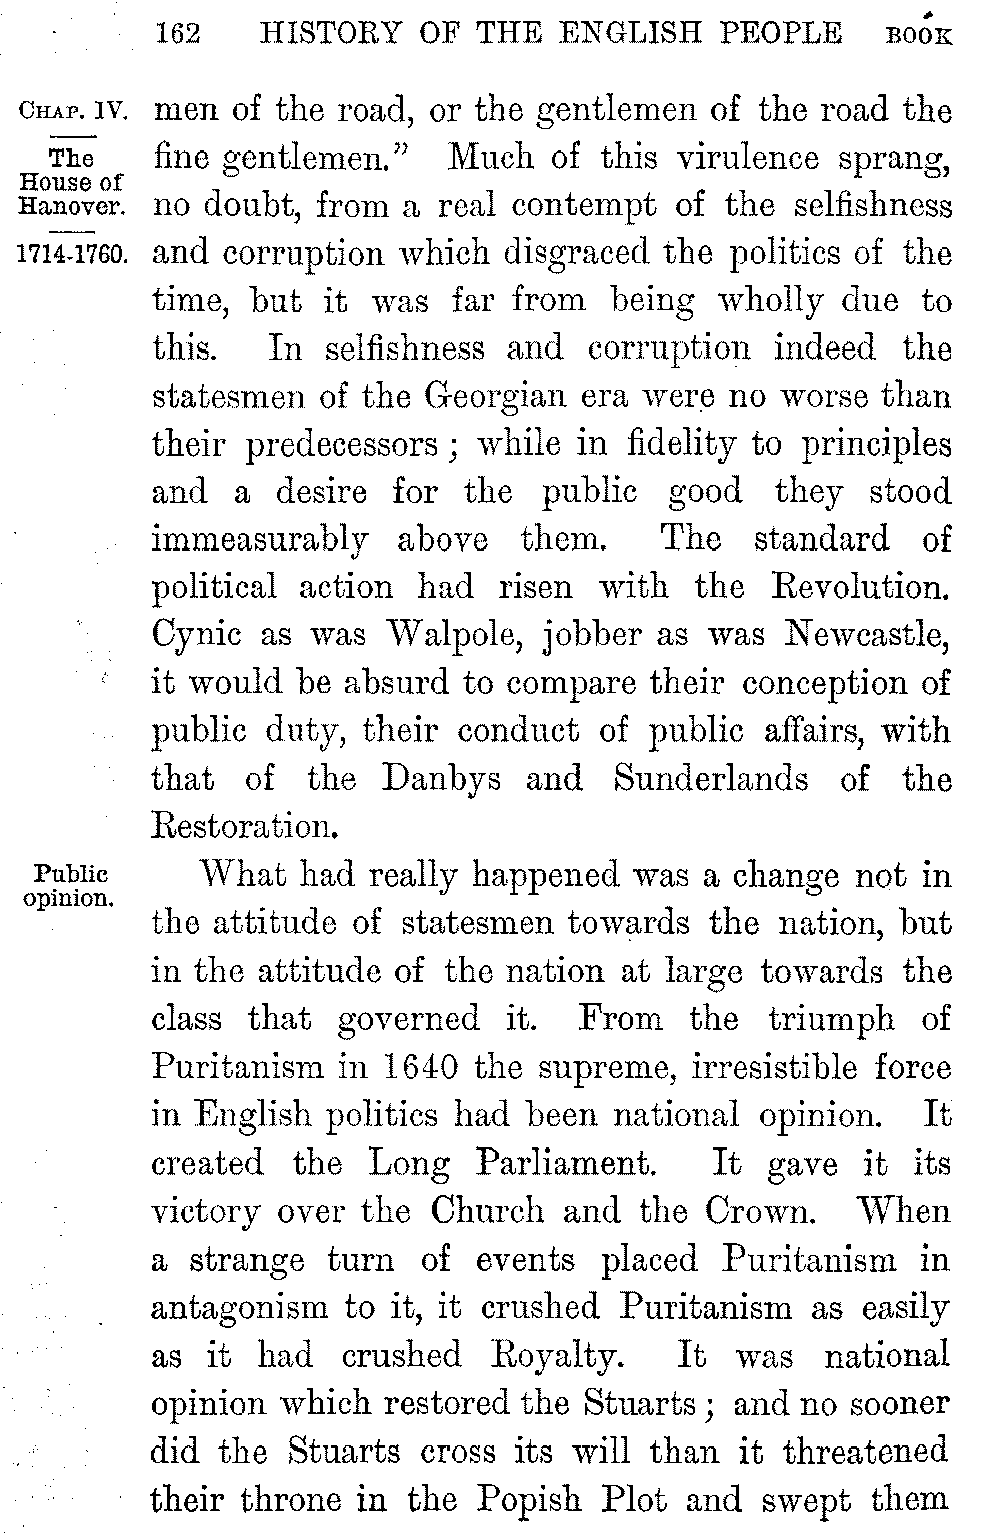 162 HISTORY OF THE ENGLISH PEOPLE BOOK
CHAP. IV.
The
House of
Hanover.
1714-1760.
men of the road, or the gentlemen of the road the
fine gentlemen.” Much of this virulence sprang,
no doubt, from a real contempt of the selfishness
and corruption which disgraced the politics of the
time, but it was far from being wholly due to
this. In selfishness and corruption indeed the
statesmen of the Georgian era were no worse than
their predecessors ; while in fidelity to principles
and a desire for the public good they stood
immeasurably above them. The standard of
political action had risen with the Revolution.
Cynic as was Walpole, jobber as was Newcastle,
it would be absurd to compare their conception of
public duty, their conduct of public affairs, with
that of the Danbys and Sunderlands of the
Restoration.
Public
opinion.
What had really happened was a change not in
the attitude of statesmen towards the nation, but
in the attitude of the nation at large towards the
class that governed it. From the triumph of
Puritanism in 1640 the supreme, irresistible force
in English politics had been national opinion. It
created the Long Parliament. It gave it its
victory over the Church and the Crown. When
a strange turn of events placed Puritanism in
antagonism to it, it crushed Puritanism as easily
as it had crushed Royalty. It was national
opinion which restored the Stuarts ; and no sooner
did the Stuarts cross its will than it threatened
their throne in the Popish Plot and swept them